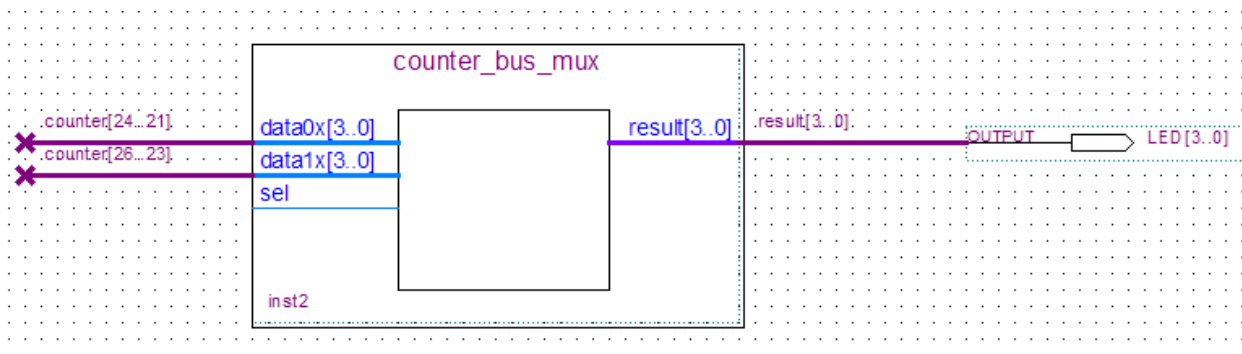 counter_bus_mux
counter[24...21]
data0x[3..0]
result[3..0]
result[3...0]
OUTPUT
LED[3..0]
counter[26...23]
data1x[3..0]
sel
inst2